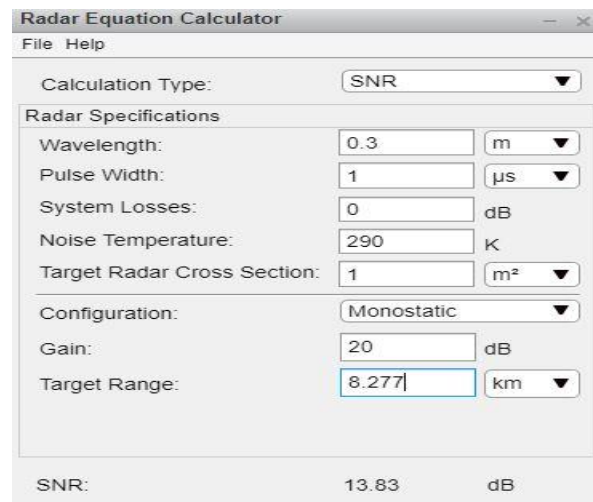 Radar Equation Calculator
File Help
Calculation Type: SNR
Radar Specifications
Wavelength: 0.3 m
Pulse Width: 1 µs
System Losses: 0 dB
Noise Temperature: 290 K
Target Radar Cross Section: 1 m²
Configuration: Monostatic
Gain: 20 dB
Target Range: 8.277 km
SNR: 13.83 dB